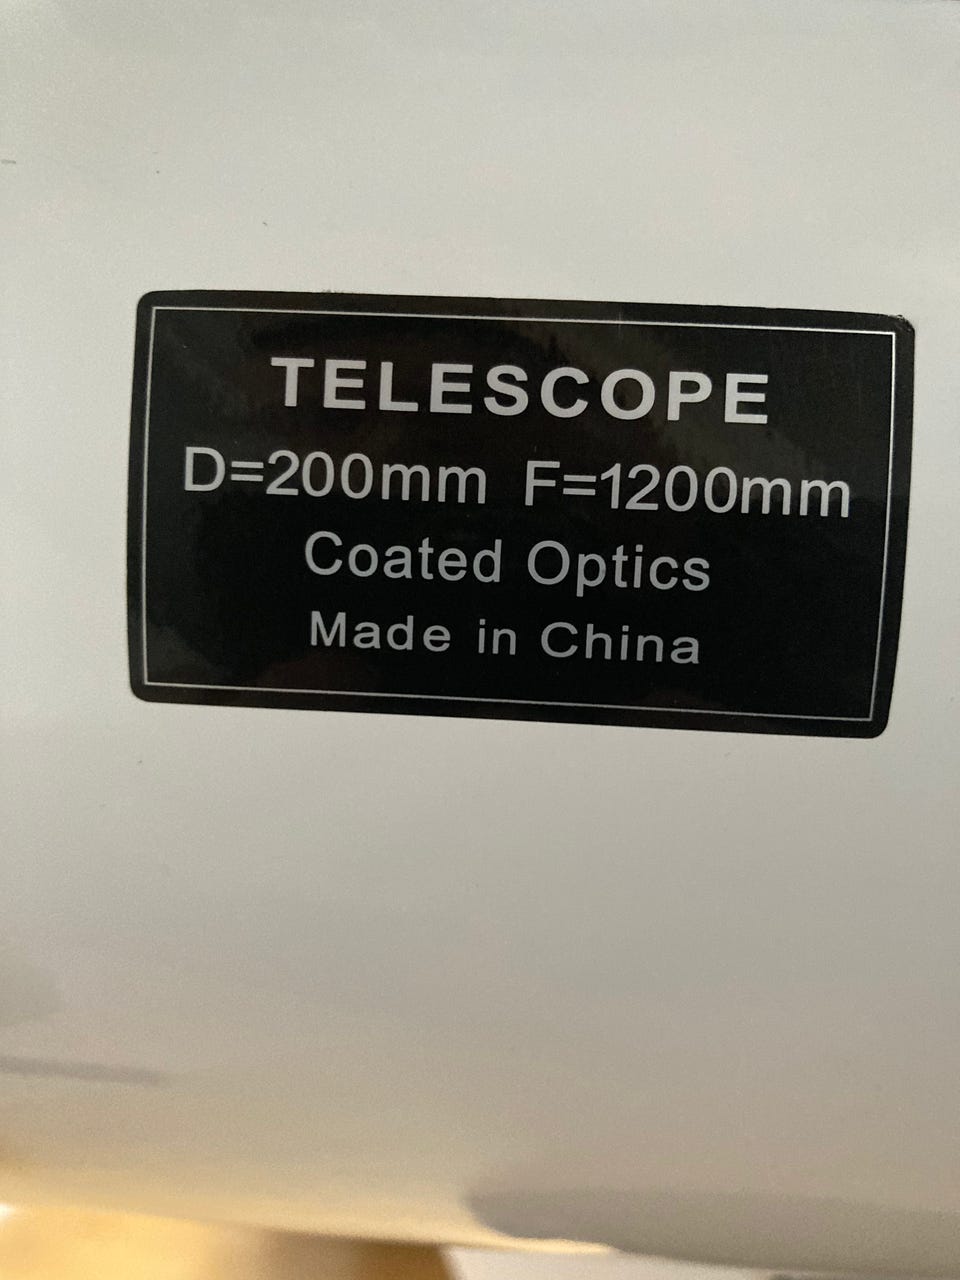 TELESCOPE
D=200mm F=1200mm
Coated Optics
Made in China